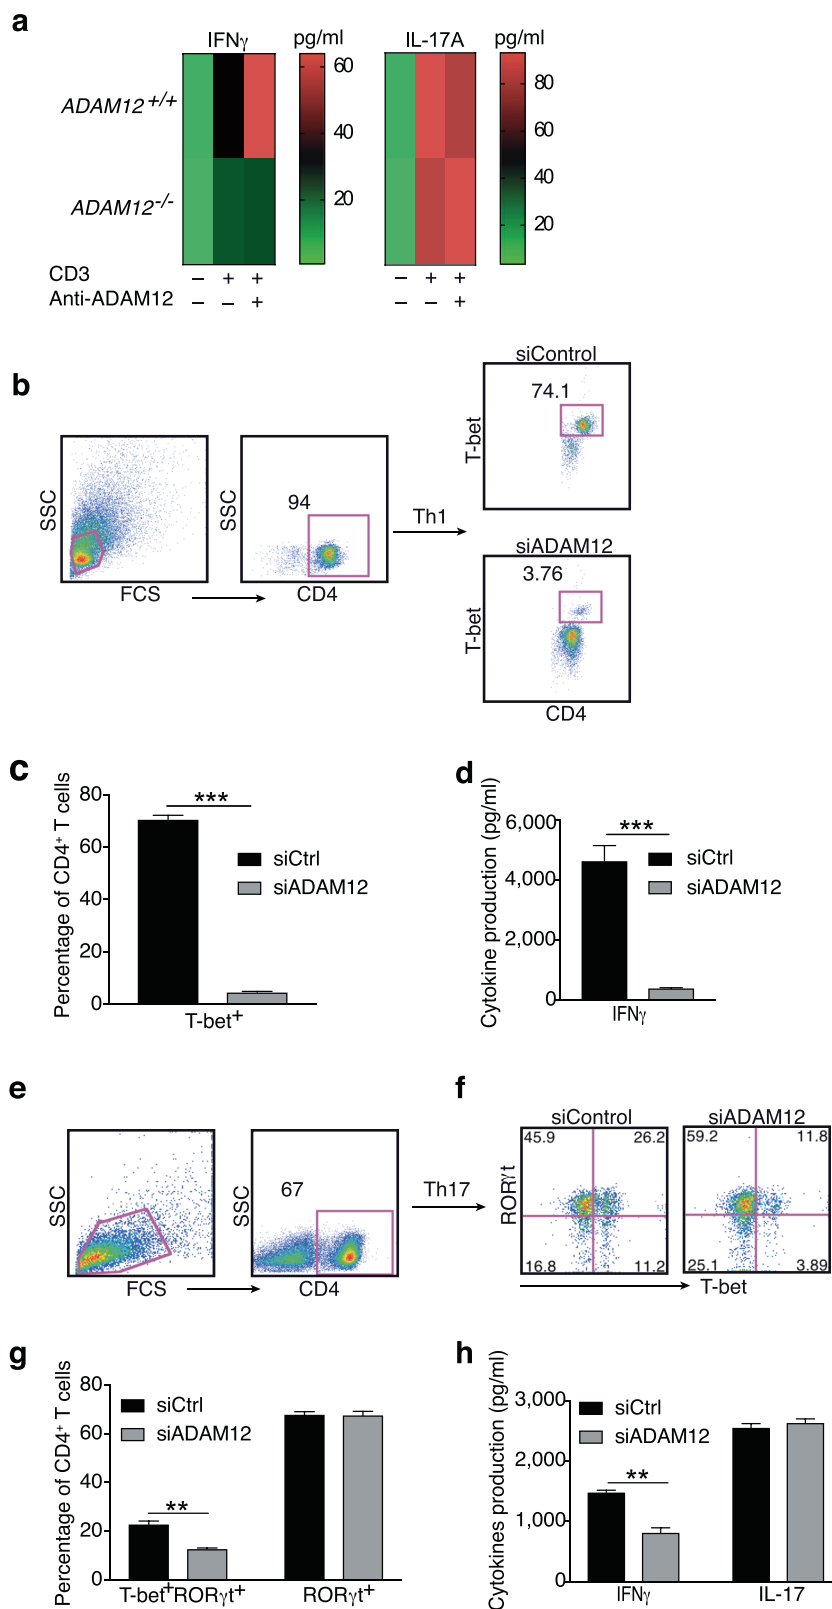 a
IFNγ pg/ml IL-17A pg/ml
ADAM12+/+
ADAM12-/-
60
40
20
80
60
40
20
CD3 – + + – + +
Anti-ADAM12 – – + – – +
b
SSC
FCS
SSC
94
CD4
Th1
siControl
74.1
T-bet
siADAM12
3.76
T-bet
CD4
c
Percentage of CD4+ T cells
80
60
40
20
0
***
siCtrl
siADAM12
T-bet+
d
Cytokine production (pg/ml)
6,000
4,000
2,000
0
***
siCtrl
siADAM12
IFNγ
e
SSC
FCS
SSC
67
CD4
Th17
f
siControl siADAM12
RORγt
45.9 26.2
16.8 11.2
59.2 11.8
25.1 3.89
T-bet
g
Percentage of CD4+ T cells
80
60
40
20
0
siCtrl
siADAM12
**
T-bet+RORγt+ RORγt+
h
Cytokines production (pg/ml)
3,000
2,000
1,000
0
siCtrl
siADAM12
**
IFNγ IL-17